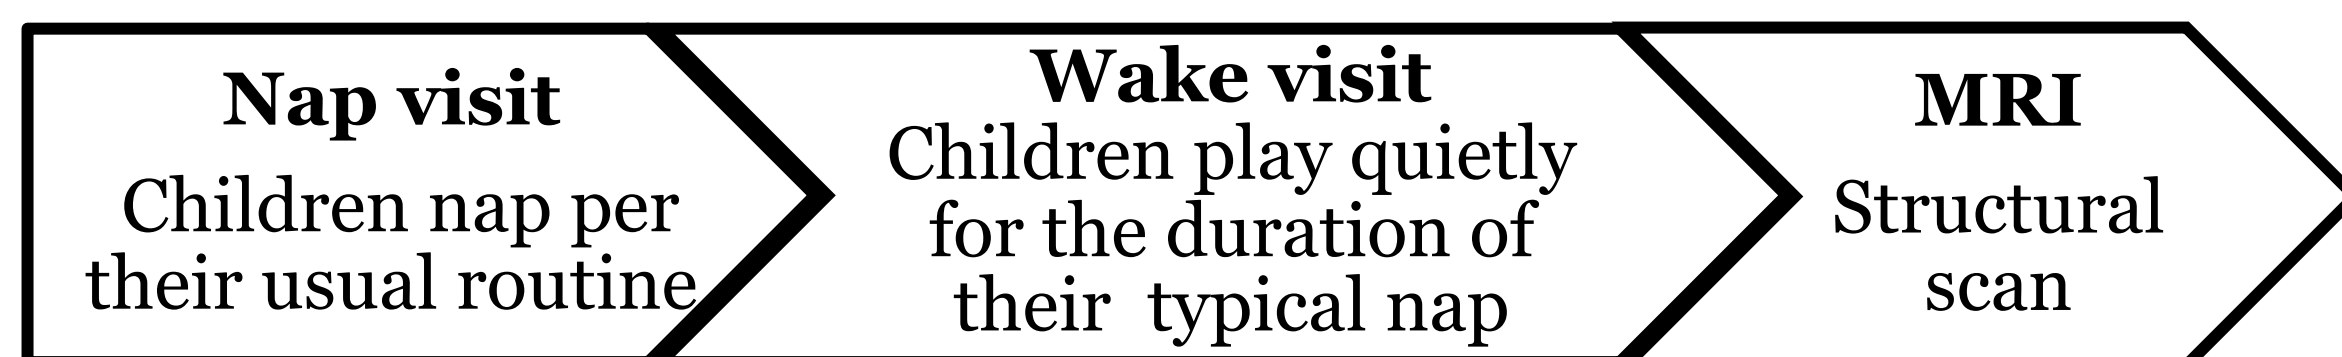 Nap visit
Children nap per
their usual routine
Wake visit
Children play quietly
for the duration of
their typical nap
MRI
Structural
scan